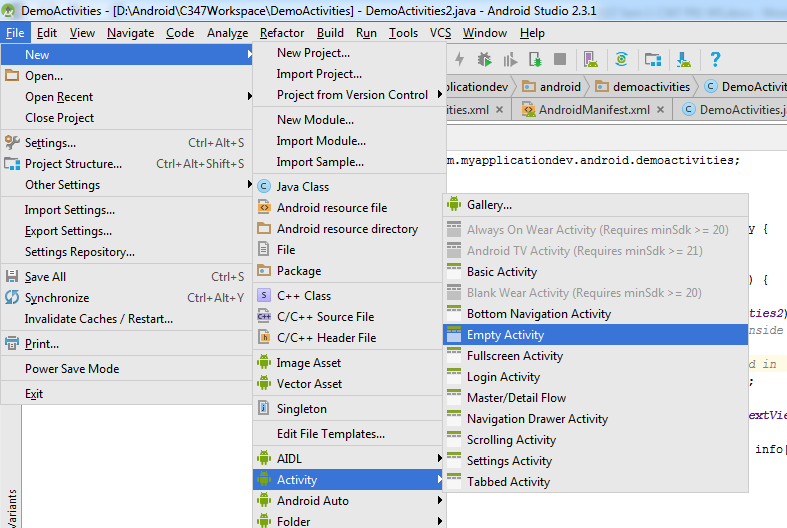 DemoActivities - [D:\Android\C347Workspace\DemoActivities] - DemoActivities2.java - Android Studio 2.3.1
File Edit View Navigate Code Analyze Refactor Build Run Tools VCS Window Help
New
Open...
Open Recent
Close Project
Settings... Ctrl+Alt+S
Project Structure... Ctrl+Alt+Shift+S
Other Settings
Import Settings...
Export Settings...
Settings Repository...
Save All Ctrl+S
Synchronize Ctrl+Alt+Y
Invalidate Caches / Restart...
Print...
Power Save Mode
Exit
New Project...
Import Project...
Project from Version Control
New Module...
Import Module...
Import Sample...
Java Class
Android resource file
Android resource directory
File
Package
C++ Class
C/C++ Source File
C/C++ Header File
Image Asset
Vector Asset
Singleton
Edit File Templates...
AIDL
Activity
Android Auto
Folder
Gallery...
Always On Wear Activity (Requires minSdk >= 20)
Android TV Activity (Requires minSdk >= 21)
Basic Activity
Blank Wear Activity (Requires minSdk >= 20)
Bottom Navigation Activity
Empty Activity
Fullscreen Activity
Login Activity
Master/Detail Flow
Navigation Drawer Activity
Scrolling Activity
Settings Activity
Tabbed Activity
plicationdev android demoactivities DemoActivit
ities.xml AndroidManifest.xml DemoActivities.j
m.myapplicationdev.android.demoactivities;
y {
) {
ties2)
nside
d in
;
extVie
info[
Variants